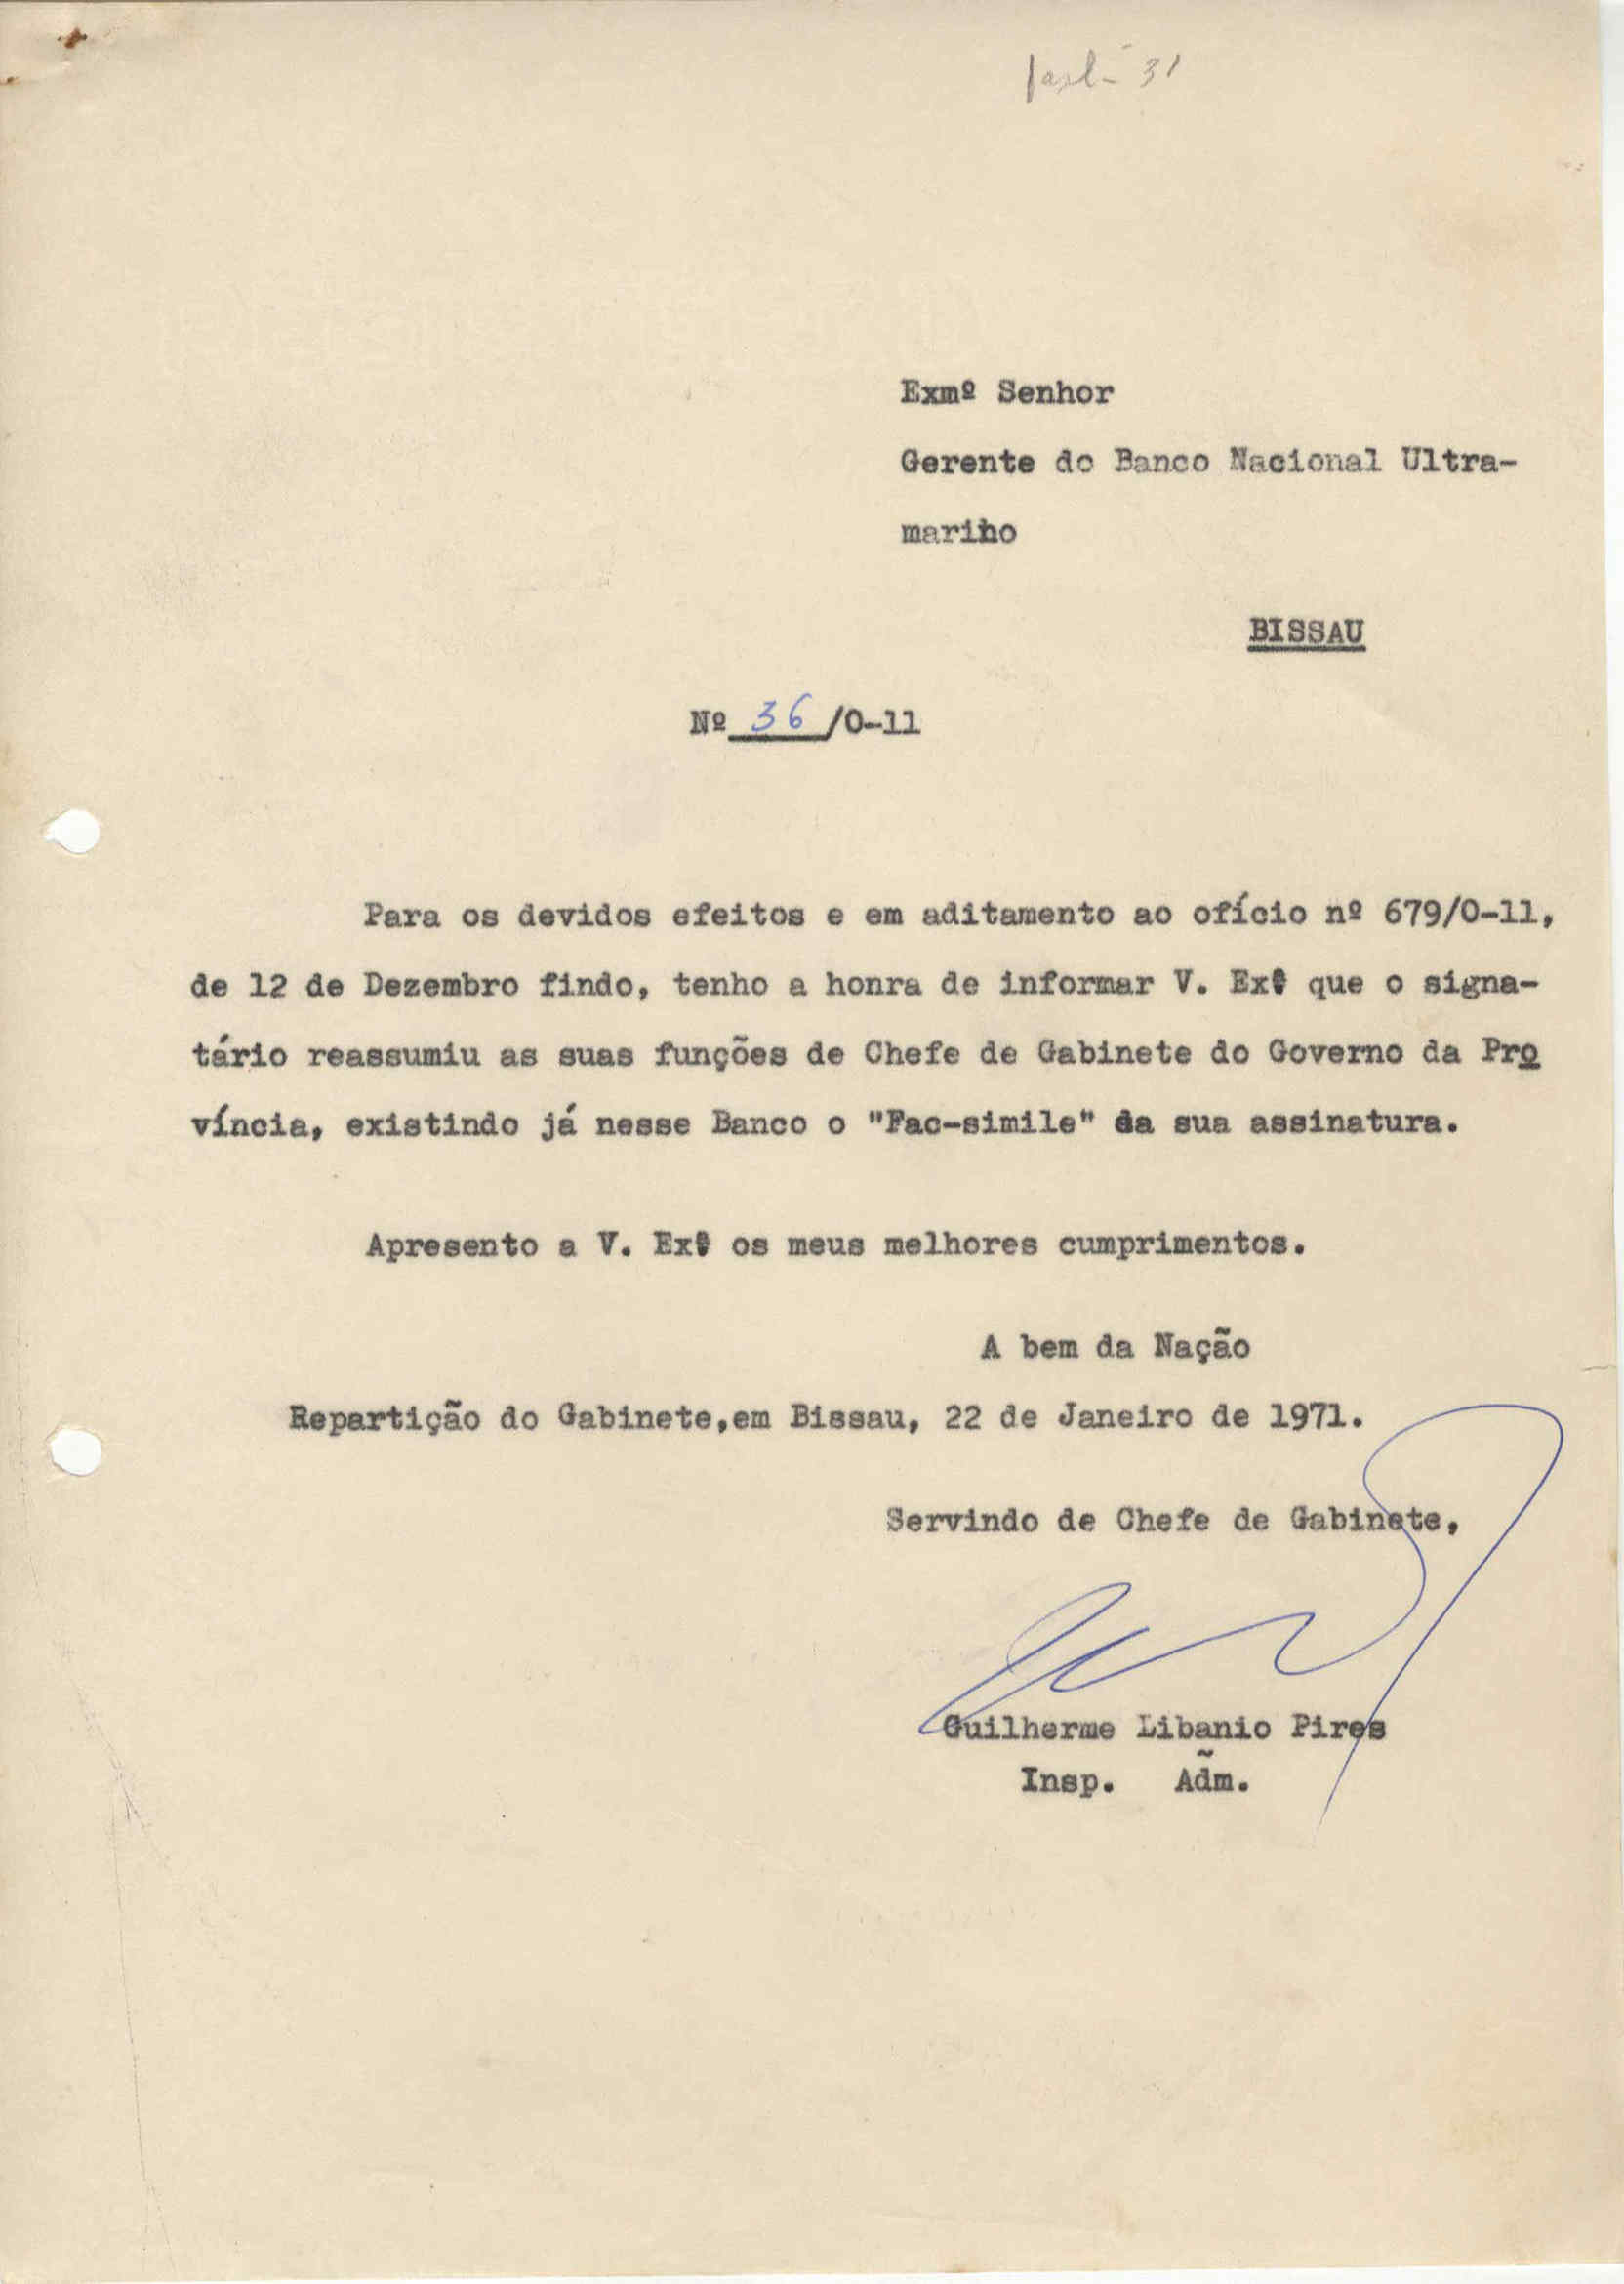 31
Exmº Senhor
Gerente do Banco Nacional Ultra-
marino
BISSAU
Nº 36 /0-11
Para os devidos efeitos e em aditamento ao ofício nº 679/0-11,
de 12 de Dezembro findo, tenho a honra de informar V. Exª que o signa-
tário reassumiu as suas funções de Chefe de Gabinete do Governo da Pro
víncia, existindo já nesse Banco o "Fac-simile" da sua assinatura.
Apresento a V. Exª os meus melhores cumprimentos.
A bem da Nação
Repartição do Gabinete,em Bissau, 22 de Janeiro de 1971.
Servindo de Chefe de Gabinete,
Guilherme Libanio Pires
Insp. Adm.